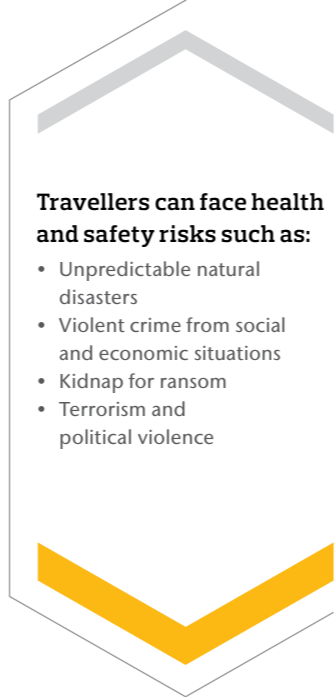 Travellers can face health
and safety risks such as:
• Unpredictable natural
disasters
• Violent crime from social
and economic situations
• Kidnap for ransom
• Terrorism and
political violence